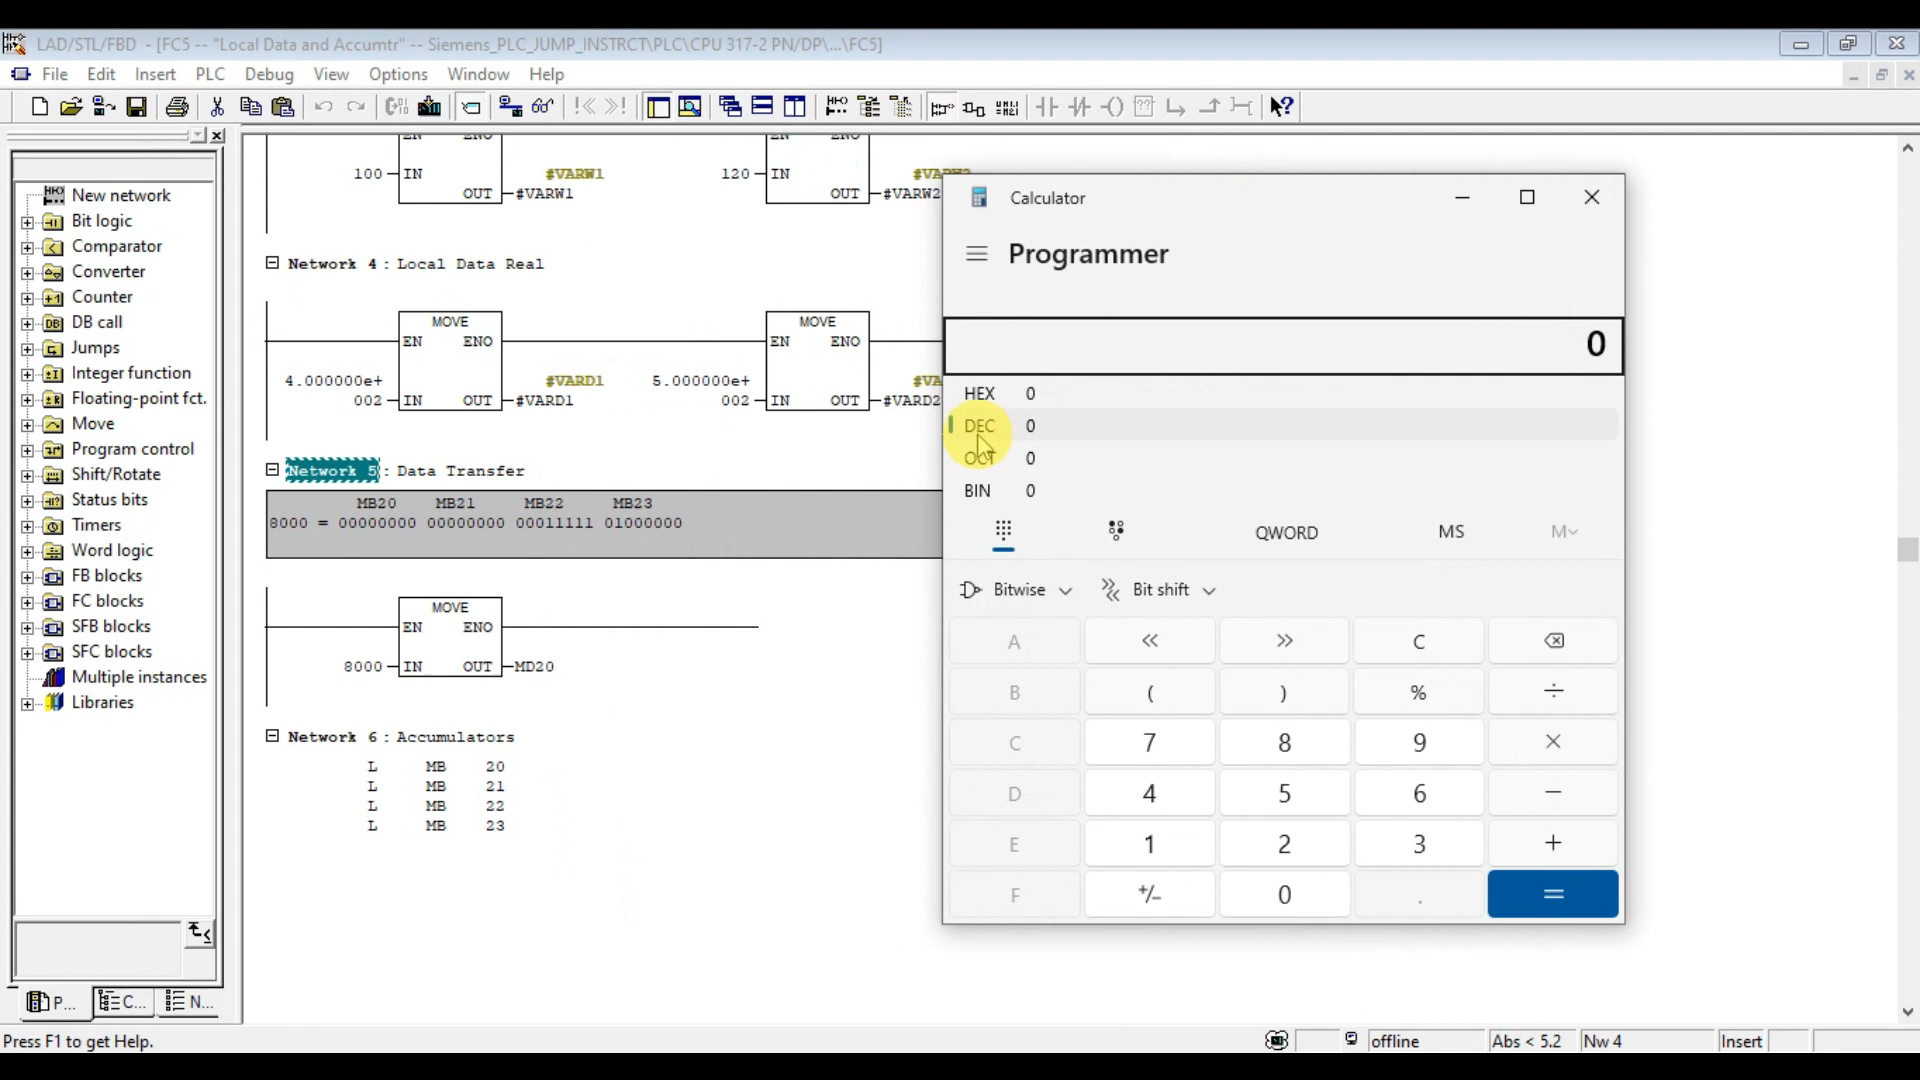 LAD/STL/FBD - [FC5 -- "Local Data and Accumtr" -- Siemens_PLC_JUMP_INSTRCT\PLC\CPU 317-2 PN/DP\...\FC5]
File Edit Insert PLC Debug View Options Window Help
New network
Bit logic
Comparator
Converter
Counter
DB call
Jumps
Integer function
Floating-point fct.
Move
Program control
Shift/Rotate
Status bits
Timers
Word logic
FB blocks
FC blocks
SFB blocks
SFC blocks
Multiple instances
Libraries
P... C... N...
EN ENO EN ENO
100 IN #VARW1 120 IN #VARW2
OUT #VARW1 OUT #VARW2
Network 4 : Local Data Real
MOVE MOVE
EN ENO EN ENO
4.000000e+ #VARD1 5.000000e+ #VA
002 IN OUT #VARD1 002 IN OUT #VARD2
Network 5 : Data Transfer
MB20 MB21 MB22 MB23
8000 = 00000000 00000000 00011111 01000000
MOVE
EN ENO
8000 IN OUT MD20
Network 6 : Accumulators
L MB 20
L MB 21
L MB 22
L MB 23
Calculator
Programmer
0
HEX 0
DEC 0
OCT 0
BIN 0
QWORD MS M
Bitwise Bit shift
A << >> C
B ( ) % ÷
C 7 8 9 ×
D 4 5 6 −
E 1 2 3 +
F +/− 0 . =
Press F1 to get Help. offline Abs < 5.2 Nw 4 Insert